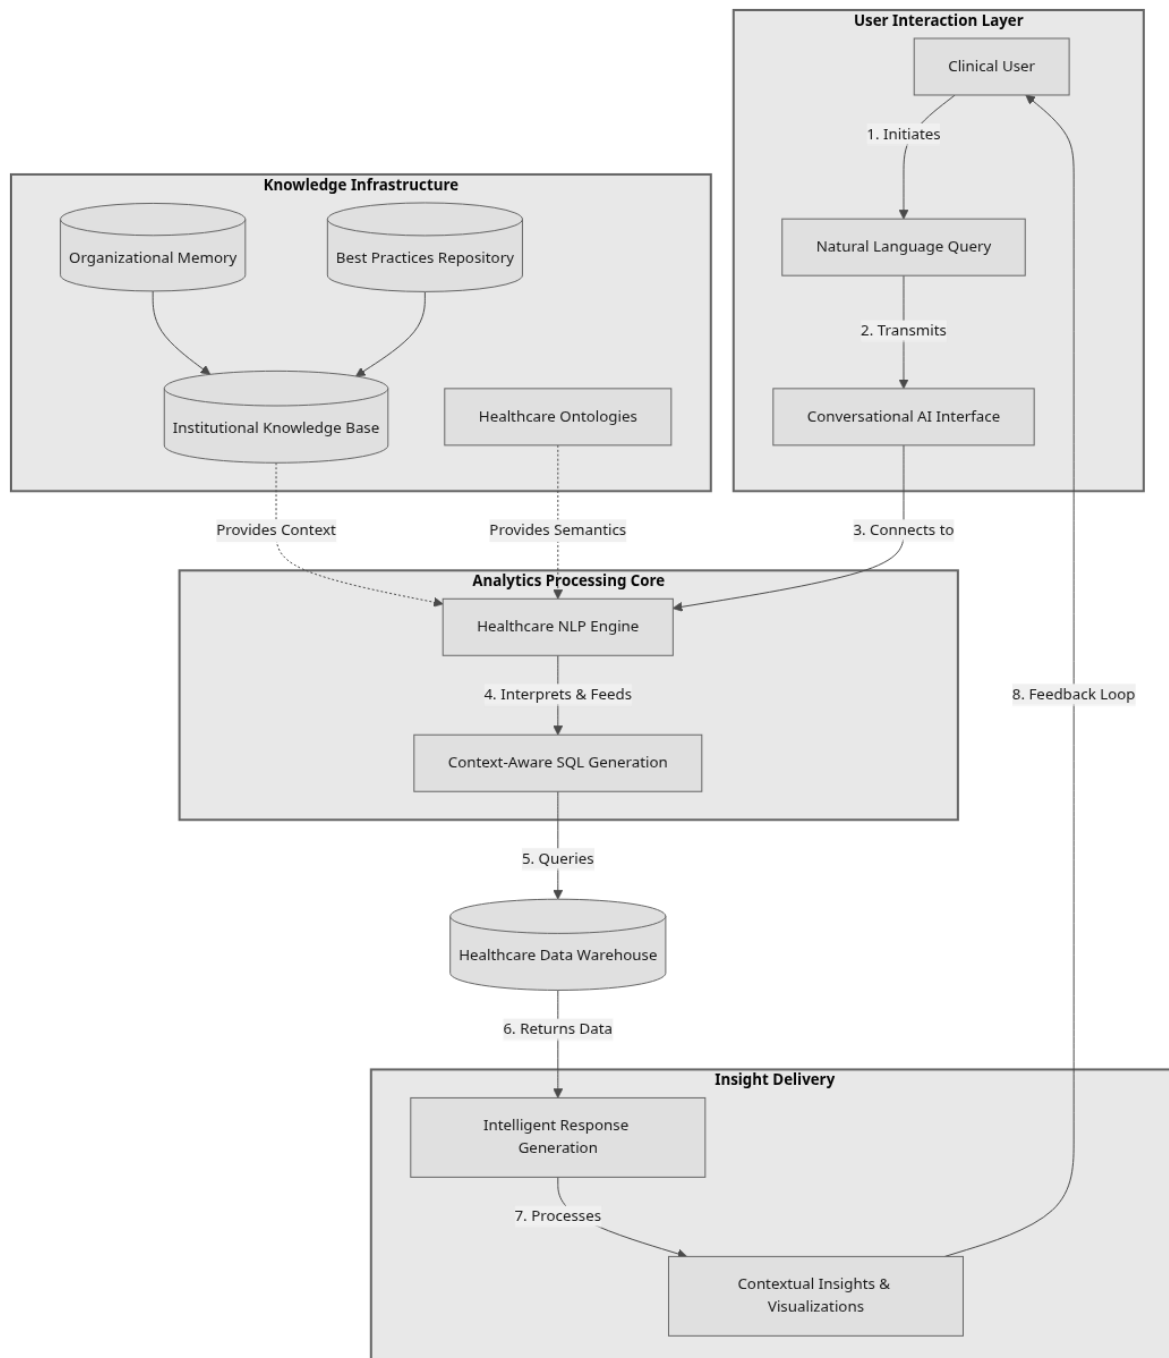 User Interaction Layer
Clinical User
1. Initiates
Knowledge Infrastructure
Organizational Memory
Best Practices Repository
Natural Language Query
2. Transmits
Institutional Knowledge Base
Healthcare Ontologies
Conversational AI Interface
Provides Context
Provides Semantics
3. Connects to
Analytics Processing Core
Healthcare NLP Engine
4. Interprets & Feeds
8. Feedback Loop
Context-Aware SQL Generation
5. Queries
Healthcare Data Warehouse
6. Returns Data
Insight Delivery
Intelligent Response
Generation
7. Processes
Contextual Insights &
Visualizations